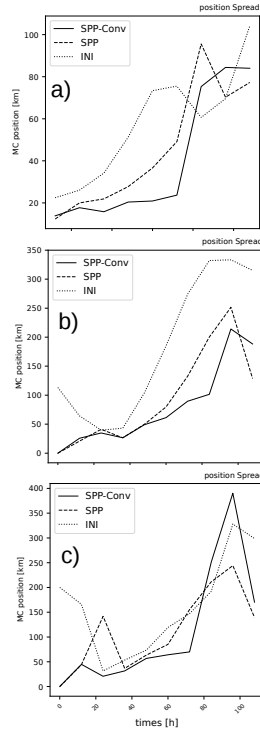 position Spread
SPP-Conv
SPP
INI
a)
MC position [km]
100
80
60
40
20
position Spread
SPP-Conv
SPP
INI
b)
MC position [km]
350
300
250
200
150
100
50
0
position Spread
SPP-Conv
SPP
INI
c)
MC position [km]
400
350
300
250
200
150
100
50
0
0 20 40 60 80 100
times [h]